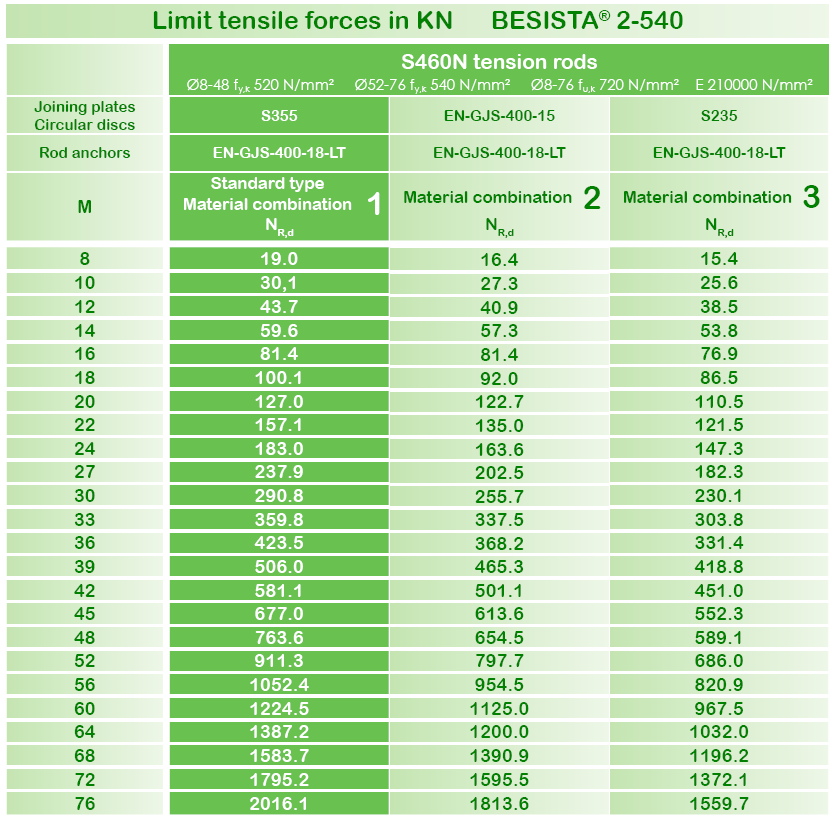 Limit tensile forces in KN BESISTA® 2-540
S460N tension rods
Ø8-48 fy,k 520 N/mm² Ø52-76 fy,k 540 N/mm² Ø8-76 fu,k 720 N/mm² E 210000 N/mm²
Joining plates
Circular discs S355 EN-GJS-400-15 S235
Rod anchors EN-GJS-400-18-LT EN-GJS-400-18-LT EN-GJS-400-18-LT
M Standard type
Material combination 1 Material combination 2 Material combination 3
NR,d NR,d NR,d
8 19.0 16.4 15.4
10 30,1 27.3 25.6
12 43.7 40.9 38.5
14 59.6 57.3 53.8
16 81.4 81.4 76.9
18 100.1 92.0 86.5
20 127.0 122.7 110.5
22 157.1 135.0 121.5
24 183.0 163.6 147.3
27 237.9 202.5 182.3
30 290.8 255.7 230.1
33 359.8 337.5 303.8
36 423.5 368.2 331.4
39 506.0 465.3 418.8
42 581.1 501.1 451.0
45 677.0 613.6 552.3
48 763.6 654.5 589.1
52 911.3 797.7 686.0
56 1052.4 954.5 820.9
60 1224.5 1125.0 967.5
64 1387.2 1200.0 1032.0
68 1583.7 1390.9 1196.2
72 1795.2 1595.5 1372.1
76 2016.1 1813.6 1559.7